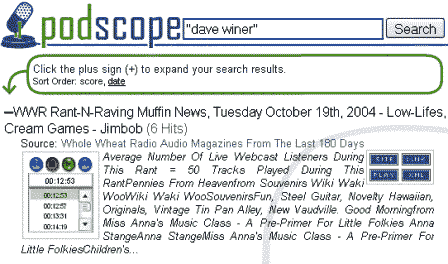 podscope "dave winer" Search
Click the plus sign (+) to expand your search results.
Sort Order: score, date
–WWR Rant-N-Raving Muffin News, Tuesday October 19th, 2004 - Low-Lifes,
Cream Games - Jimbob (6 Hits)
Source: Whole Wheat Radio Audio Magazines From The Last 180 Days
00:12:53
00:12:53
00:12:57
00:13:31
00:14:19
Average Number Of Live Webcast Listeners During
This Rant = 50 Tracks Played During This
RantPennies From Heavenfrom Souvenirs Wiki Waki
WooWiki Waki WooSouvenirsFun, Steel Guitar, Novelty Hawaiian,
Originals, Vintage Tin Pan Alley, New Vaudville. Good Morningfrom
Miss Anna's Music Class - A Pre-Primer For Little Folkies Anna
StangeAnna StangeMiss Anna's Music Class - A Pre-Primer For
Little FolkiesChildren's...
PLAY